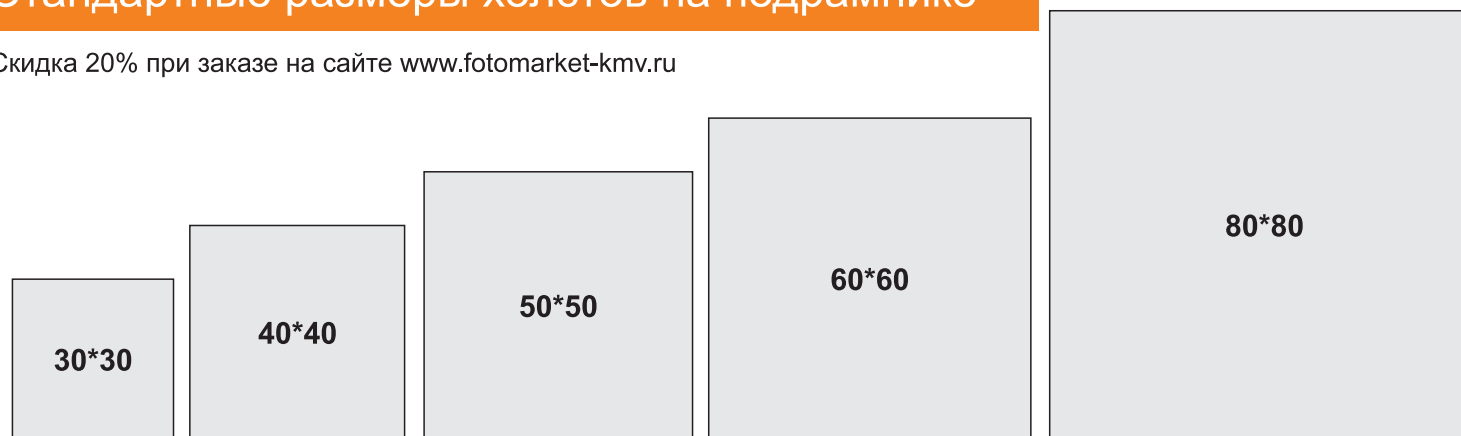 Стандартные размеры холстов на подрамнике
Скидка 20% при заказе на сайте www.fotomarket-kmv.ru
30*30
40*40
50*50
60*60
80*80